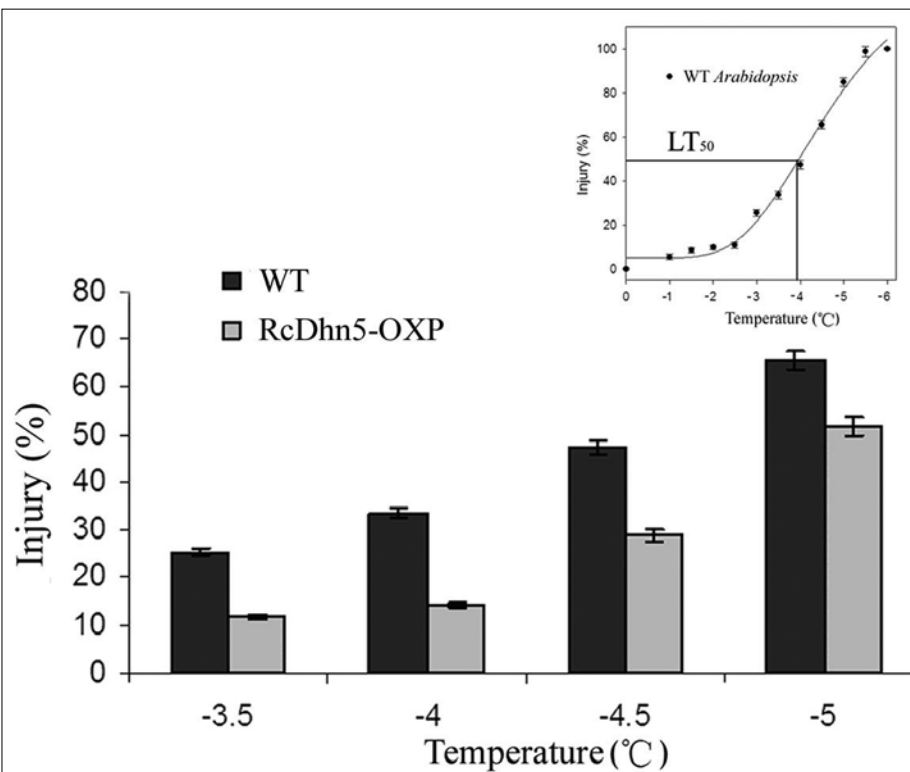 100
80
60
40
20
0
Injury (%)
WT Arabidopsis
LT50
0 -1 -2 -3 -4 -5 -6
Temperature (℃)
WT
RcDhn5-OXP
80
70
60
50
40
30
20
10
0
Injury (%)
-3.5 -4 -4.5 -5
Temperature (℃)